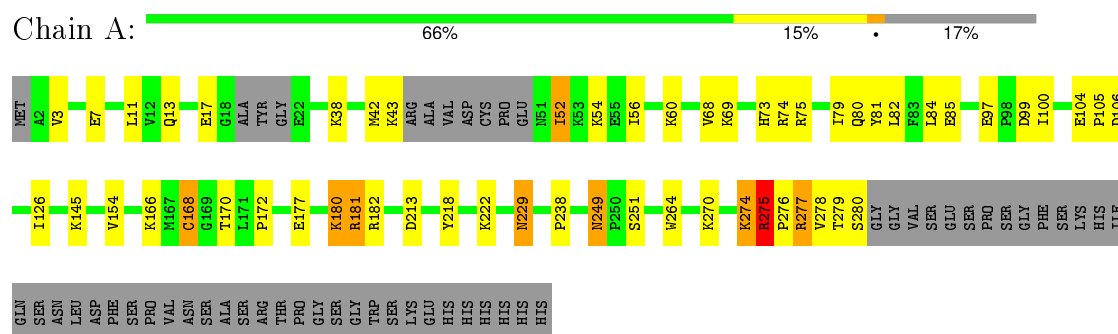 Chain A:
66% 15% • 17%
MET A2 V3 E7 L11 V12 Q13 E17 G18 ALA TYR GLY E22 K38 M42 K43 ARG ALA VAL ASP CYS PRO GLU N51 I52 K53 K54 E55 I56 K60 V68 K69 H73 R74 R75 I79 Q80 Y81 L82 F83 L84 E85 E97 P98 D99 I100 E104 P105 D106
I126 K145 V154 K166 M167 C168 G169 T170 L171 P172 E177 K180 R181 R182 D213 Y218 K222 N229 P238 N249 P250 S251 W264 K270 K274 R275 P276 R277 V278 T279 S280 GLY GLY VAL SER GLU SER PRO SER GLY PHE SER LYS HIS ILE
GLN SER ASN LEU ASP PHE SER PRO VAL ASN SER ALA SER ARG THR PRO GLY SER GLY TRP SER LYS GLU HIS HIS HIS HIS HIS HIS